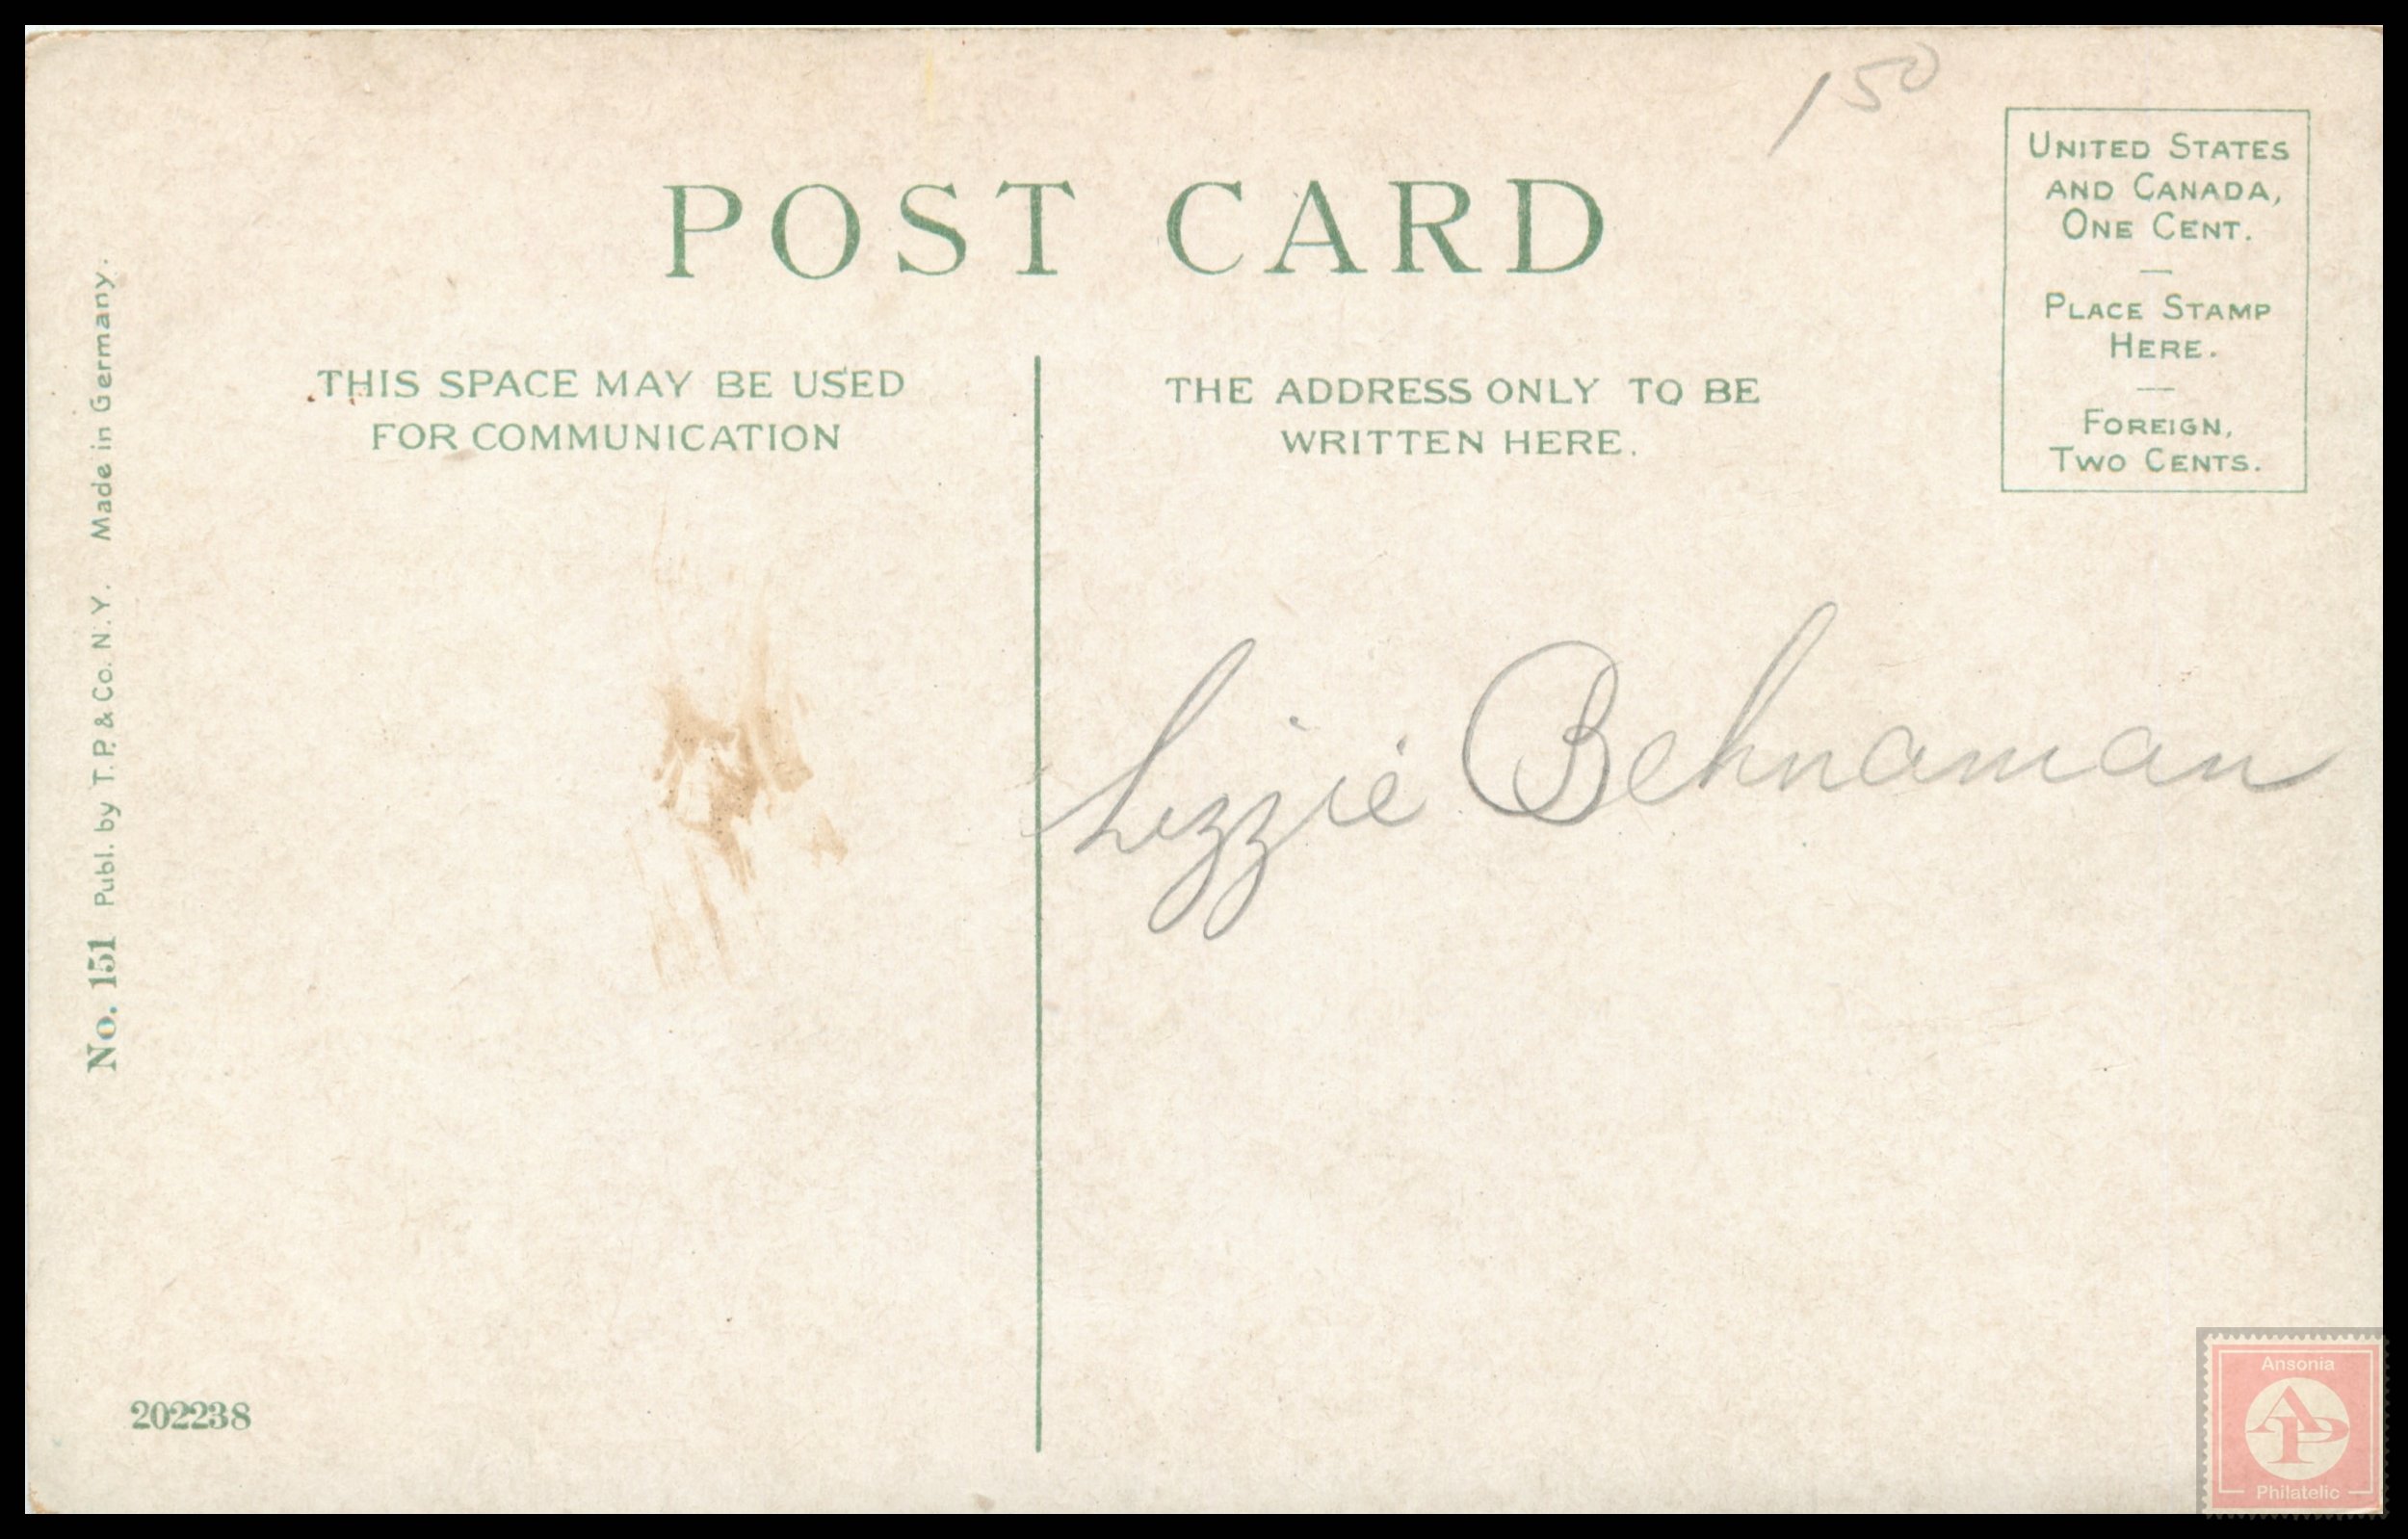 150
POST CARD
UNITED STATES
AND CANADA,
ONE CENT.
PLACE STAMP
HERE.
FOREIGN,
TWO CENTS.
THIS SPACE MAY BE USED
FOR COMMUNICATION
THE ADDRESS ONLY TO BE
WRITTEN HERE.
No. 151 Publ. by T. P. & Co. N. Y. Made in Germany.
Lizzie Behnaman
202238
Ansonia
AP
Philatelic